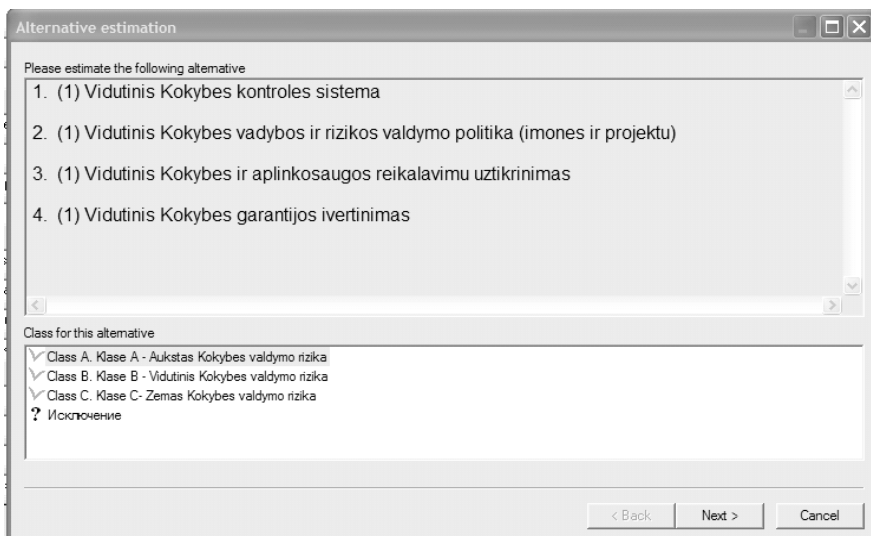 Alternative estimation
Please estimate the following alternative
1. (1) Vidutinis Kokybes kontroles sistema
2. (1) Vidutinis Kokybes vadybos ir rizikos valdymo politika (imones ir projektu)
3. (1) Vidutinis Kokybes ir aplinkosaugos reikalavimu uztikrinimas
4. (1) Vidutinis Kokybes garantijos ivertinimas
Class for this alternative
Class A. Klase A - Aukstas Kokybes valdymo rizika
Class B. Klase B - Vidutinis Kokybes valdymo rizika
Class C. Klase C- Zemas Kokybes valdymo rizika
? Исключение
< Back Next > Cancel